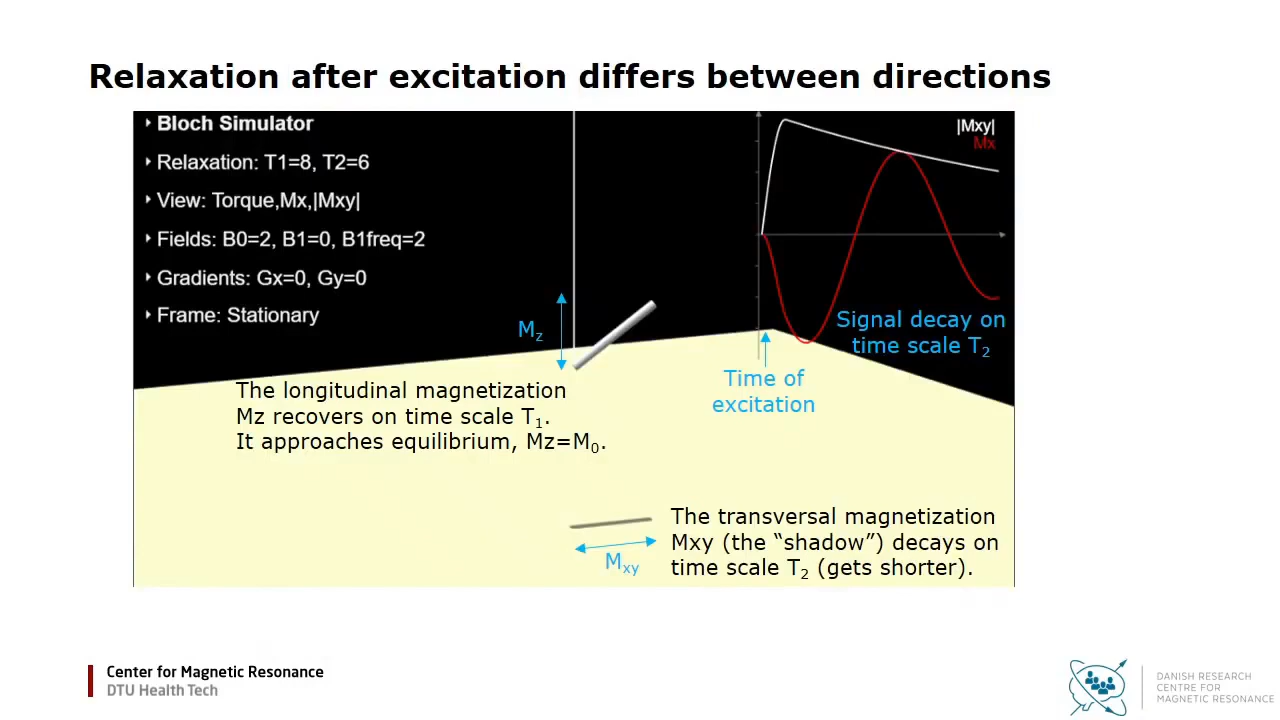 Relaxation after excitation differs between directions
Bloch Simulator
Relaxation: T1=8, T2=6
View: Torque,Mx,|Mxy|
Fields: B0=2, B1=0, B1freq=2
Gradients: Gx=0, Gy=0
Frame: Stationary
|Mxy|
Mx
Mz
Signal decay on
time scale T2
Time of
excitation
The longitudinal magnetization
Mz recovers on time scale T1.
It approaches equilibrium, Mz=M0.
The transversal magnetization
Mxy (the “shadow”) decays on
time scale T2 (gets shorter).
Mxy
Center for Magnetic Resonance
DTU Health Tech
DANISH RESEARCH
CENTRE FOR
MAGNETIC RESONANCE